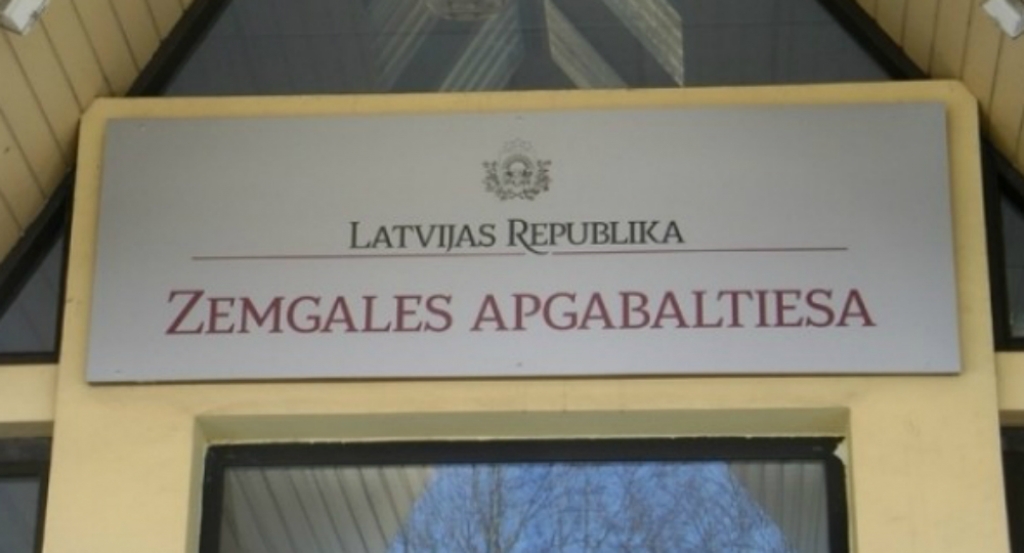 LATVIJAS REPUBLIKA
ZEMGALES APGABALTIESA